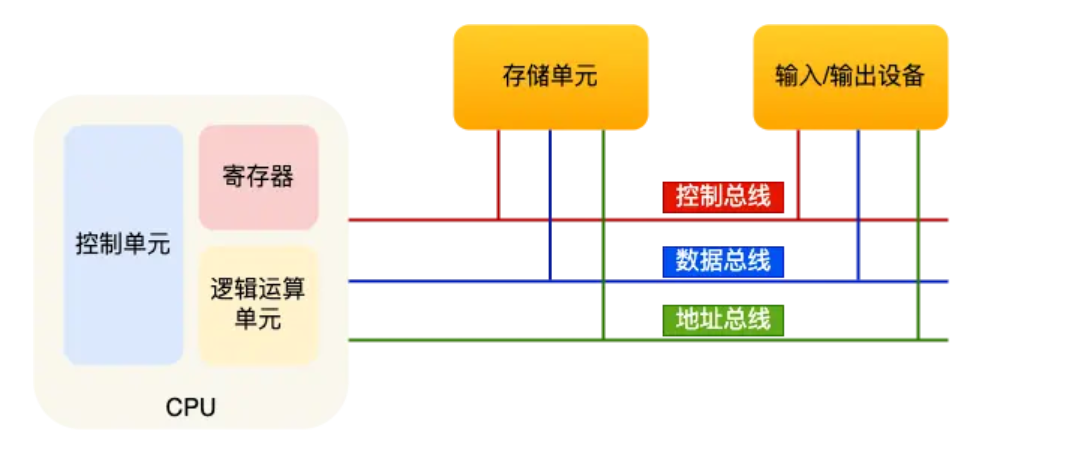 存储单元
输入/输出设备
控制单元
寄存器
逻辑运算
单元
CPU
控制总线
数据总线
地址总线